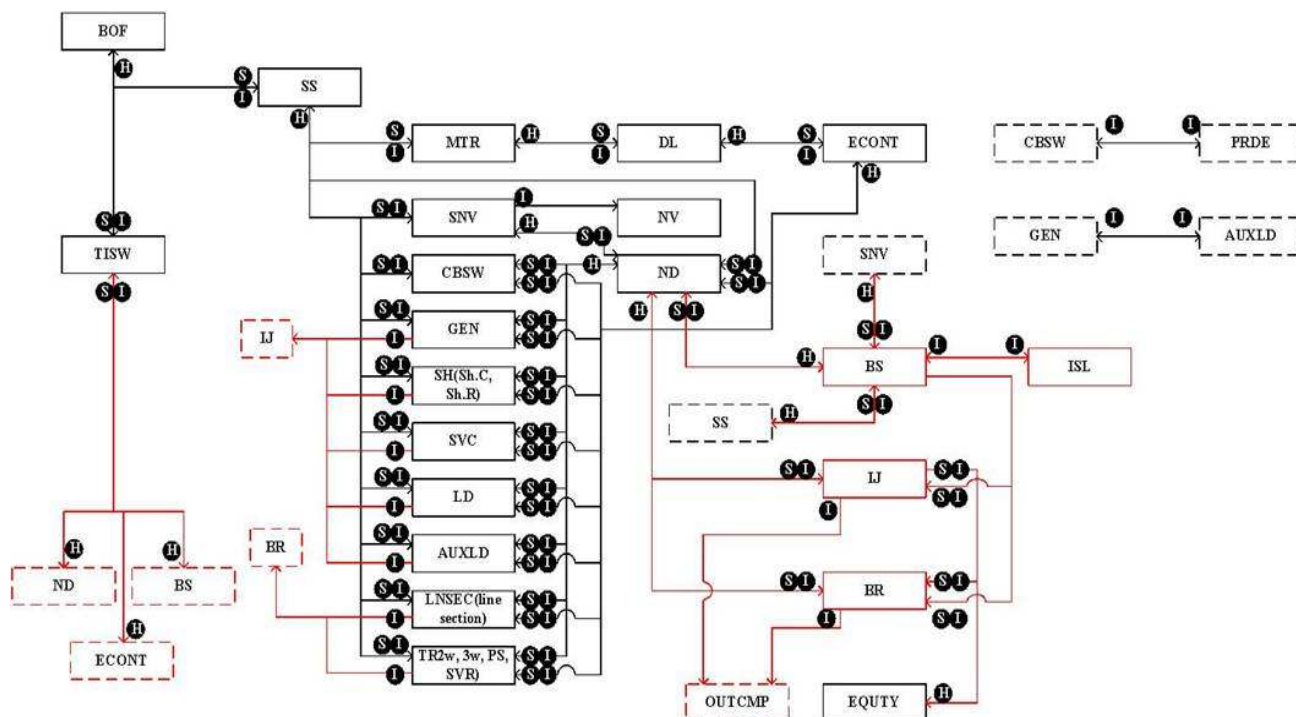 BOF
H
S
I
SS
H
S
I
MTR
H
S
I
DL
H
S
I
ECONT
H
CBSW
I
I
PRDE
S I
SNV
I
H
NV
S I
GEN
I
I
AUXLD
S I
TISW
S I
S I
CBSW
S I
S I
H
ND
S I
S I
H
S I
SNV
H
S I
IJ
S I
I
GEN
S I
S I
H
BS
I
I
ISL
S I
S I
I
SH(Sh.C,
Sh.R)
S I
S I
SS
H
S I
I
SVC
S I
S I
S I
IJ
S I
S I
I
S I
I
LD
S I
S I
BR
S I
I
AUXLD
S I
S I
H
ND
H
BS
S I
BR
S I
S I
I
S I
I
LNSEC(line
section)
S I
S I
H
ECONT
S I
I
TR2w, 3w, PS,
SVR)
S I
S I
OUTCMP
EQUTY
H